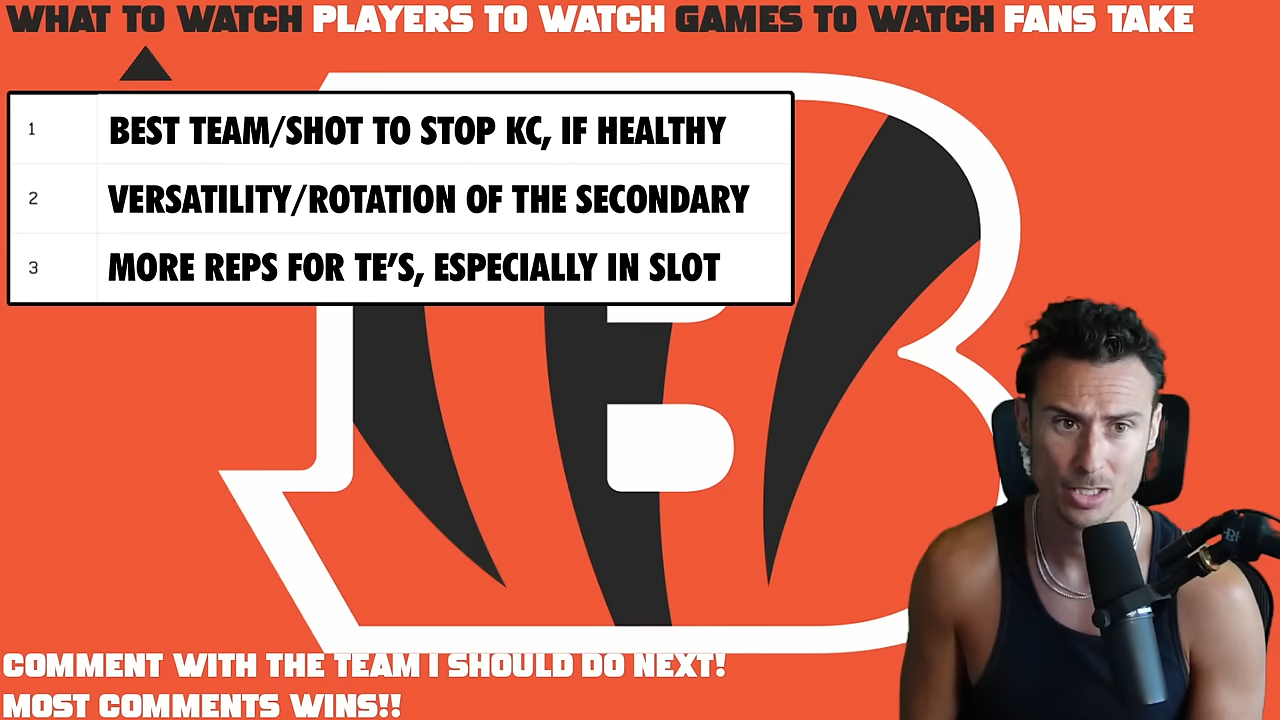 WHAT TO WATCH PLAYERS TO WATCH GAMES TO WATCH FANS TAKE
1 BEST TEAM/SHOT TO STOP KC, IF HEALTHY
2 VERSATILITY/ROTATION OF THE SECONDARY
3 MORE REPS FOR TE'S, ESPECIALLY IN SLOT
COMMENT WITH THE TEAM I SHOULD DO NEXT!
MOST COMMENTS WINS!!